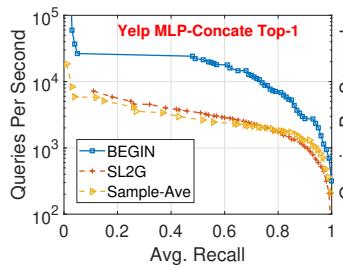 Yelp MLP-Concate Top-1
Queries Per Second
10^5
10^4
10^3
10^2
BEGIN
SL2G
Sample-Ave
0 0.2 0.4 0.6 0.8 1
Avg. Recall